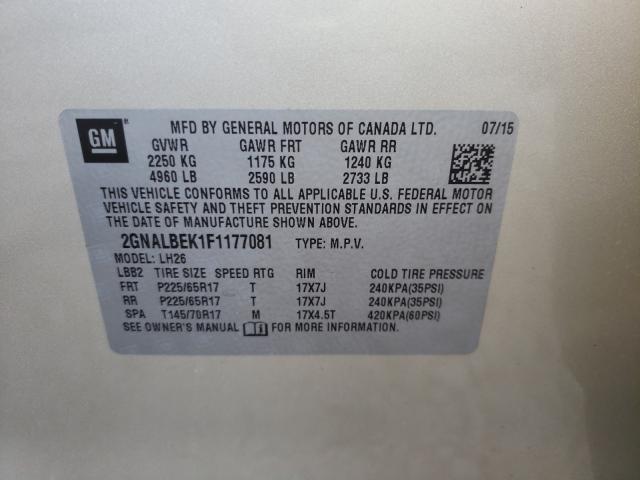 GM ®
MFD BY GENERAL MOTORS OF CANADA LTD. 07/15
GVWR GAWR FRT GAWR RR
2250 KG 1175 KG 1240 KG
4960 LB 2590 LB 2733 LB
THIS VEHICLE CONFORMS TO ALL APPLICABLE U.S. FEDERAL MOTOR
VEHICLE SAFETY AND THEFT PREVENTION STANDARDS IN EFFECT ON
THE DATE OF MANUFACTURE SHOWN ABOVE.
2GNALBEK1F1177081 TYPE: M.P.V.
MODEL: LH26
LBB2 TIRE SIZE SPEED RTG RIM COLD TIRE PRESSURE
FRT P225/65R17 T 17X7J 240KPA(35PSI)
RR P225/65R17 T 17X7J 240KPA(35PSI)
SPA T145/70R17 M 17X4.5T 420KPA(60PSI)
SEE OWNER'S MANUAL FOR MORE INFORMATION.